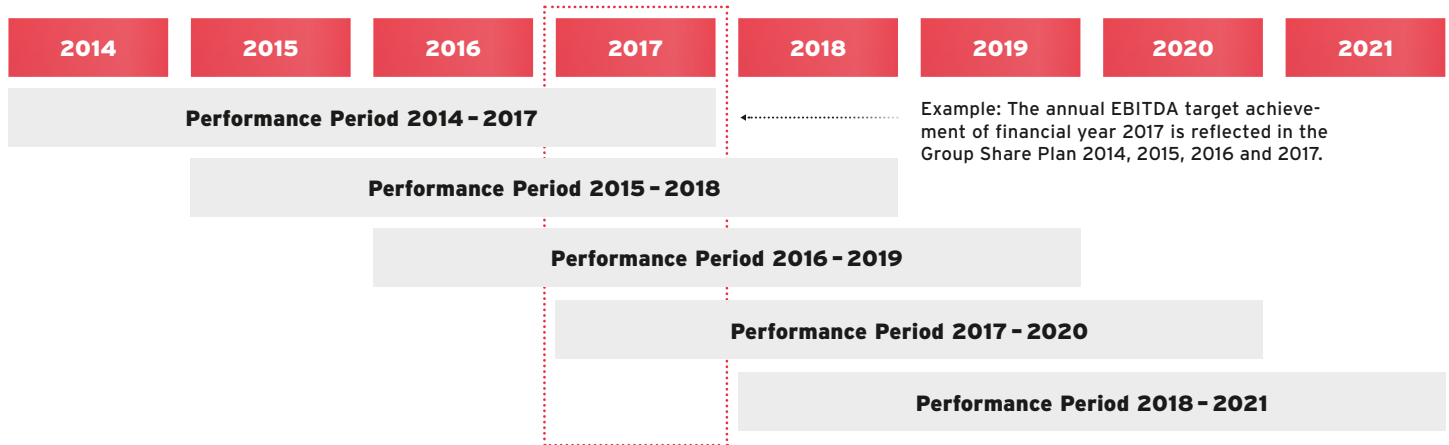 2014 2015 2016 2017 2018 2019 2020 2021
Performance Period 2014 – 2017
Example: The annual EBITDA target achieve-
ment of financial year 2017 is reflected in the
Group Share Plan 2014, 2015, 2016 and 2017.
Performance Period 2015 – 2018
Performance Period 2016 – 2019
Performance Period 2017 – 2020
Performance Period 2018 – 2021